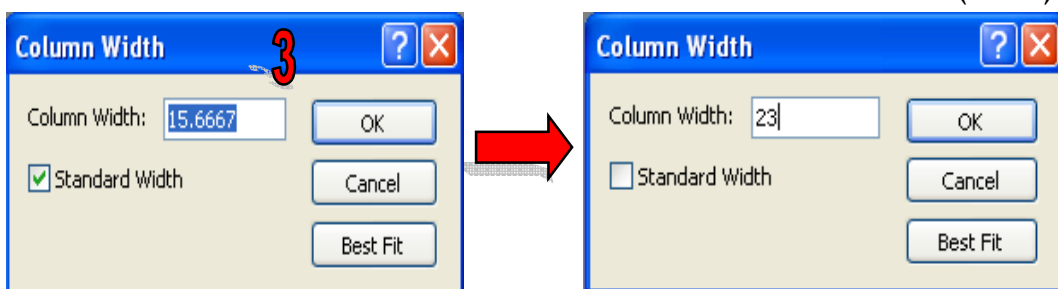 Column Width
3
Column Width: 15.6667
OK
Standard Width
Cancel
Best Fit
Column Width
Column Width: 23
OK
Standard Width
Cancel
Best Fit